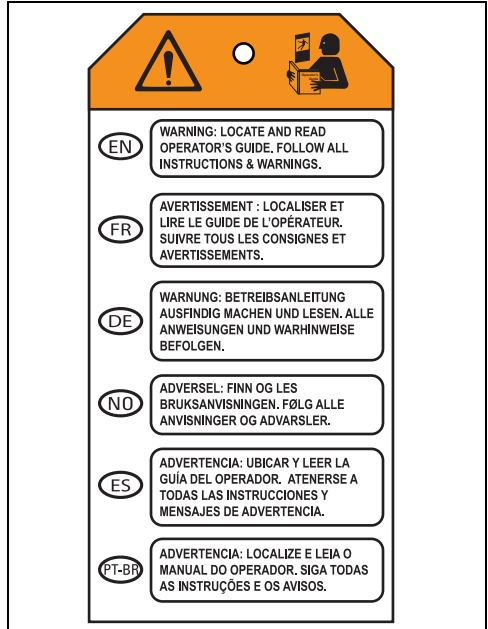 Operator's
Guide
EN
WARNING: LOCATE AND READ
OPERATOR'S GUIDE. FOLLOW ALL
INSTRUCTIONS & WARNINGS.
FR
AVERTISSEMENT : LOCALISER ET
LIRE LE GUIDE DE L'OPÉRATEUR.
SUIVRE TOUS LES CONSIGNES ET
AVERTISSEMENTS.
DE
WARNUNG: BETREIBSANLEITUNG
AUSFINDIG MACHEN UND LESEN. ALLE
ANWEISUNGEN UND WARHINWEISE
BEFOLGEN.
NO
ADVERSEL: FINN OG LES
BRUKSANVISNINGEN. FØLG ALLE
ANVISNINGER OG ADVARSLER.
ES
ADVERTENCIA: UBICAR Y LEER LA
GUÍA DEL OPERADOR. ATENERSE A
TODAS LAS INSTRUCCIONES Y
MENSAJES DE ADVERTENCIA.
PT-BR
ADVERTENCIA: LOCALIZE E LEIA O
MANUAL DO OPERADOR. SIGA TODAS
AS INSTRUÇÕES E OS AVISOS.